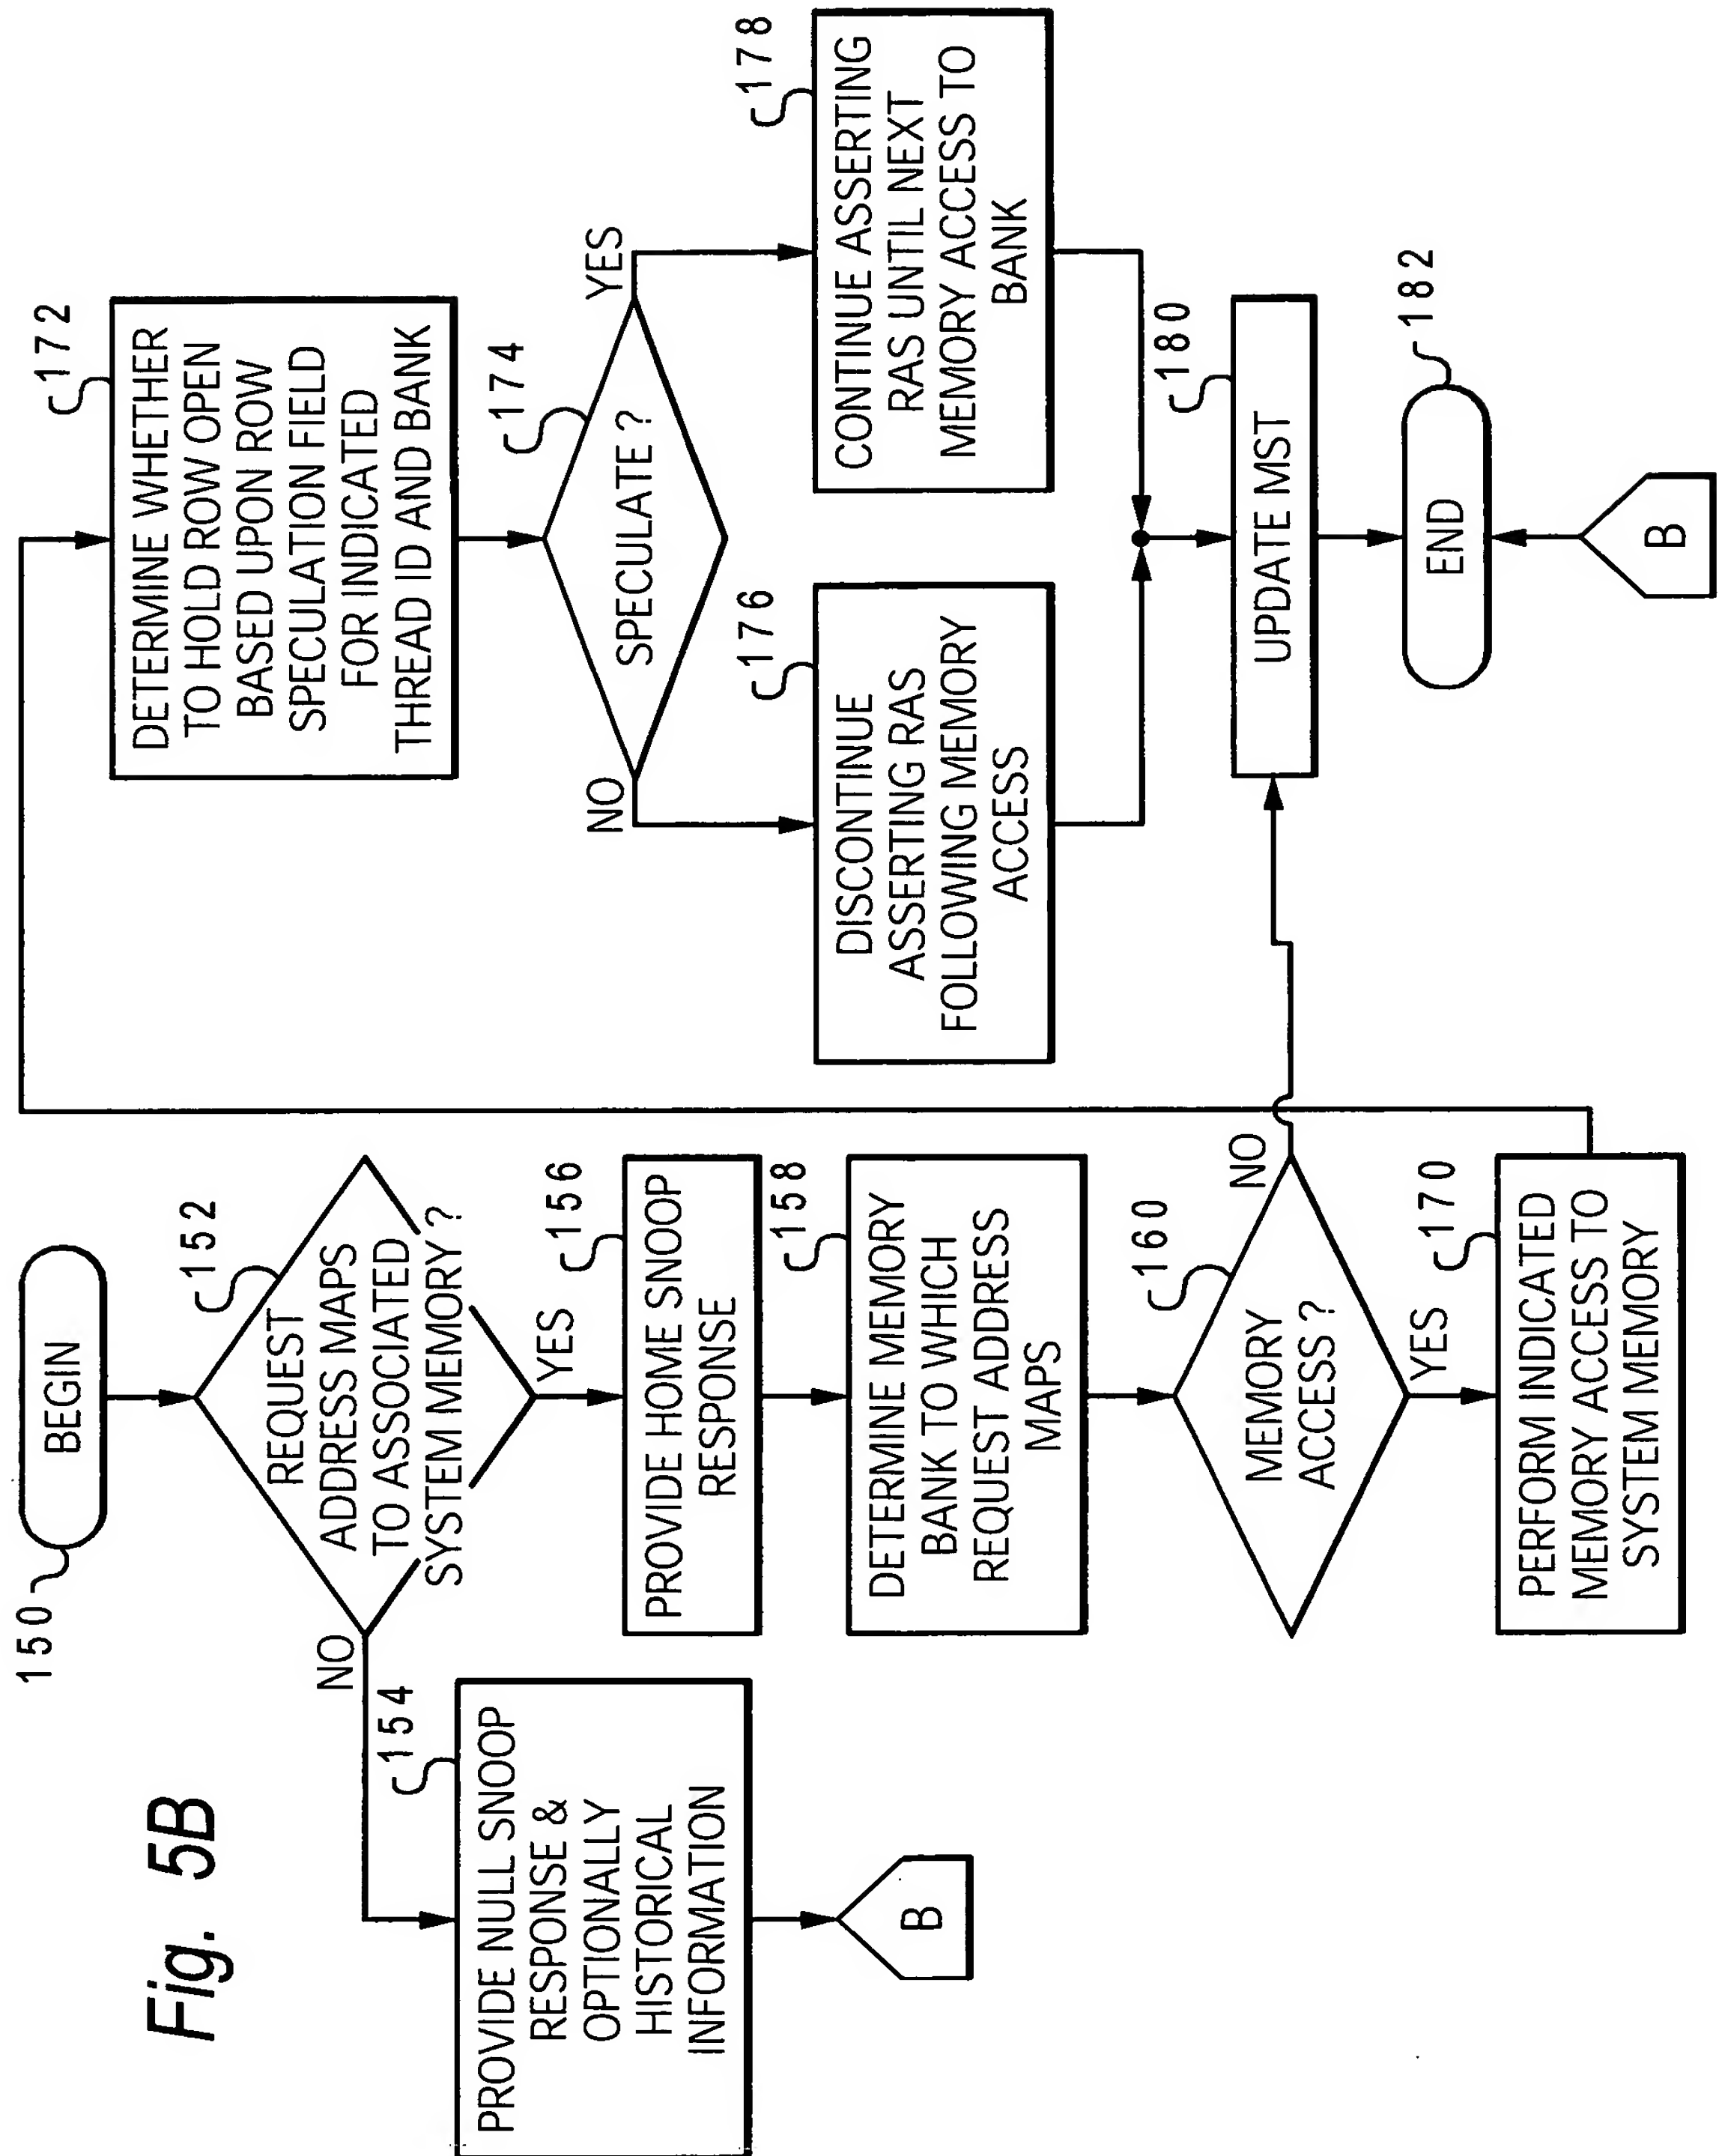 Fig. 5B
150
BEGIN
152
REQUEST
ADDRESS MAPS
TO ASSOCIATED
SYSTEM MEMORY ?
NO
YES
154
PROVIDE NULL SNOOP
RESPONSE &
OPTIONALLY
HISTORICAL
INFORMATION
B
156
PROVIDE HOME SNOOP
RESPONSE
158
DETERMINE MEMORY
BANK TO WHICH
REQUEST ADDRESS
MAPS
160
MEMORY
ACCESS ?
NO
YES
170
PERFORM INDICATED
MEMORY ACCESS TO
SYSTEM MEMORY
172
DETERMINE WHETHER
TO HOLD ROW OPEN
BASED UPON ROW
SPECULATION FIELD
FOR INDICATED
THREAD ID AND BANK
174
SPECULATE ?
NO
YES
176
DISCONTINUE
ASSERTING RAS
FOLLOWING MEMORY
ACCESS
178
CONTINUE ASSERTING
RAS UNTIL NEXT
MEMORY ACCESS TO
BANK
180
UPDATE MST
182
END
B